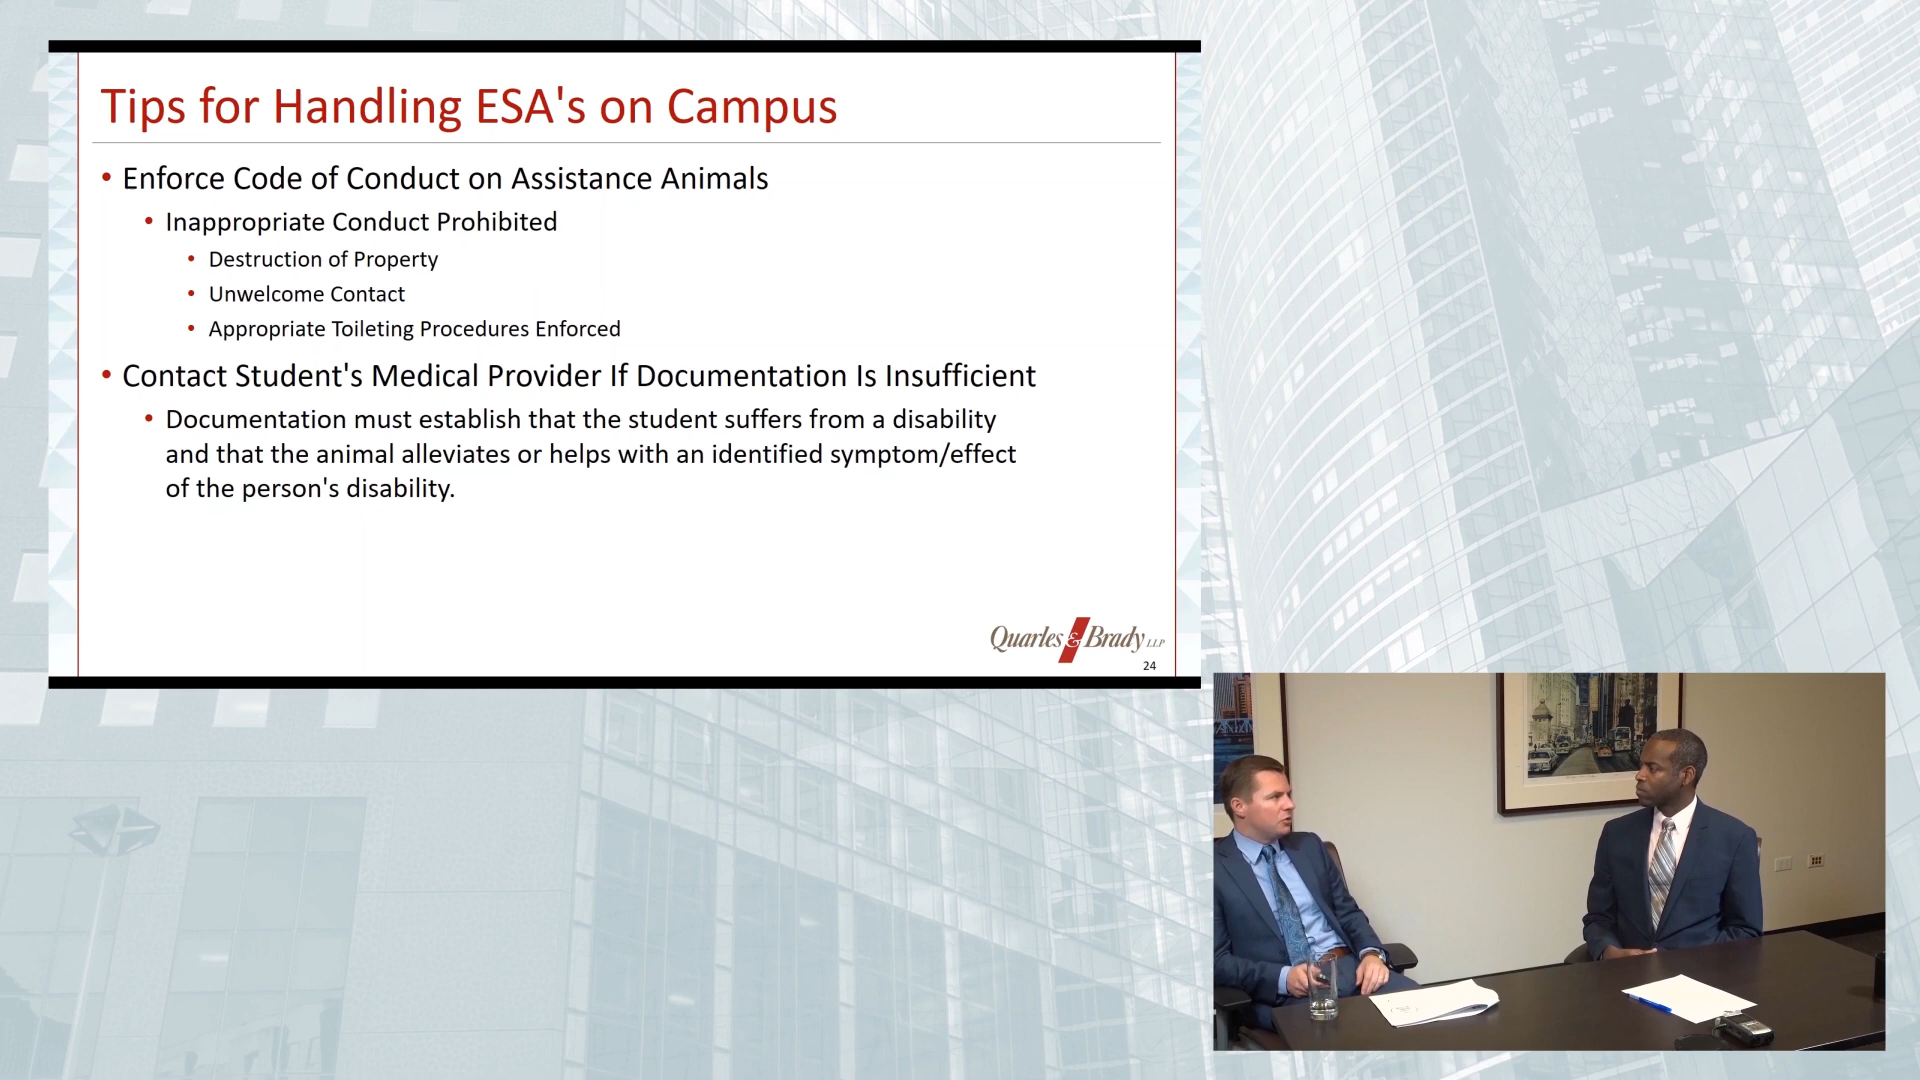 Tips for Handling ESA's on Campus
• Enforce Code of Conduct on Assistance Animals
• Inappropriate Conduct Prohibited
• Destruction of Property
• Unwelcome Contact
• Appropriate Toileting Procedures Enforced
• Contact Student's Medical Provider If Documentation Is Insufficient
• Documentation must establish that the student suffers from a disability
and that the animal alleviates or helps with an identified symptom/effect
of the person's disability.
Quarles & Brady LLP
24